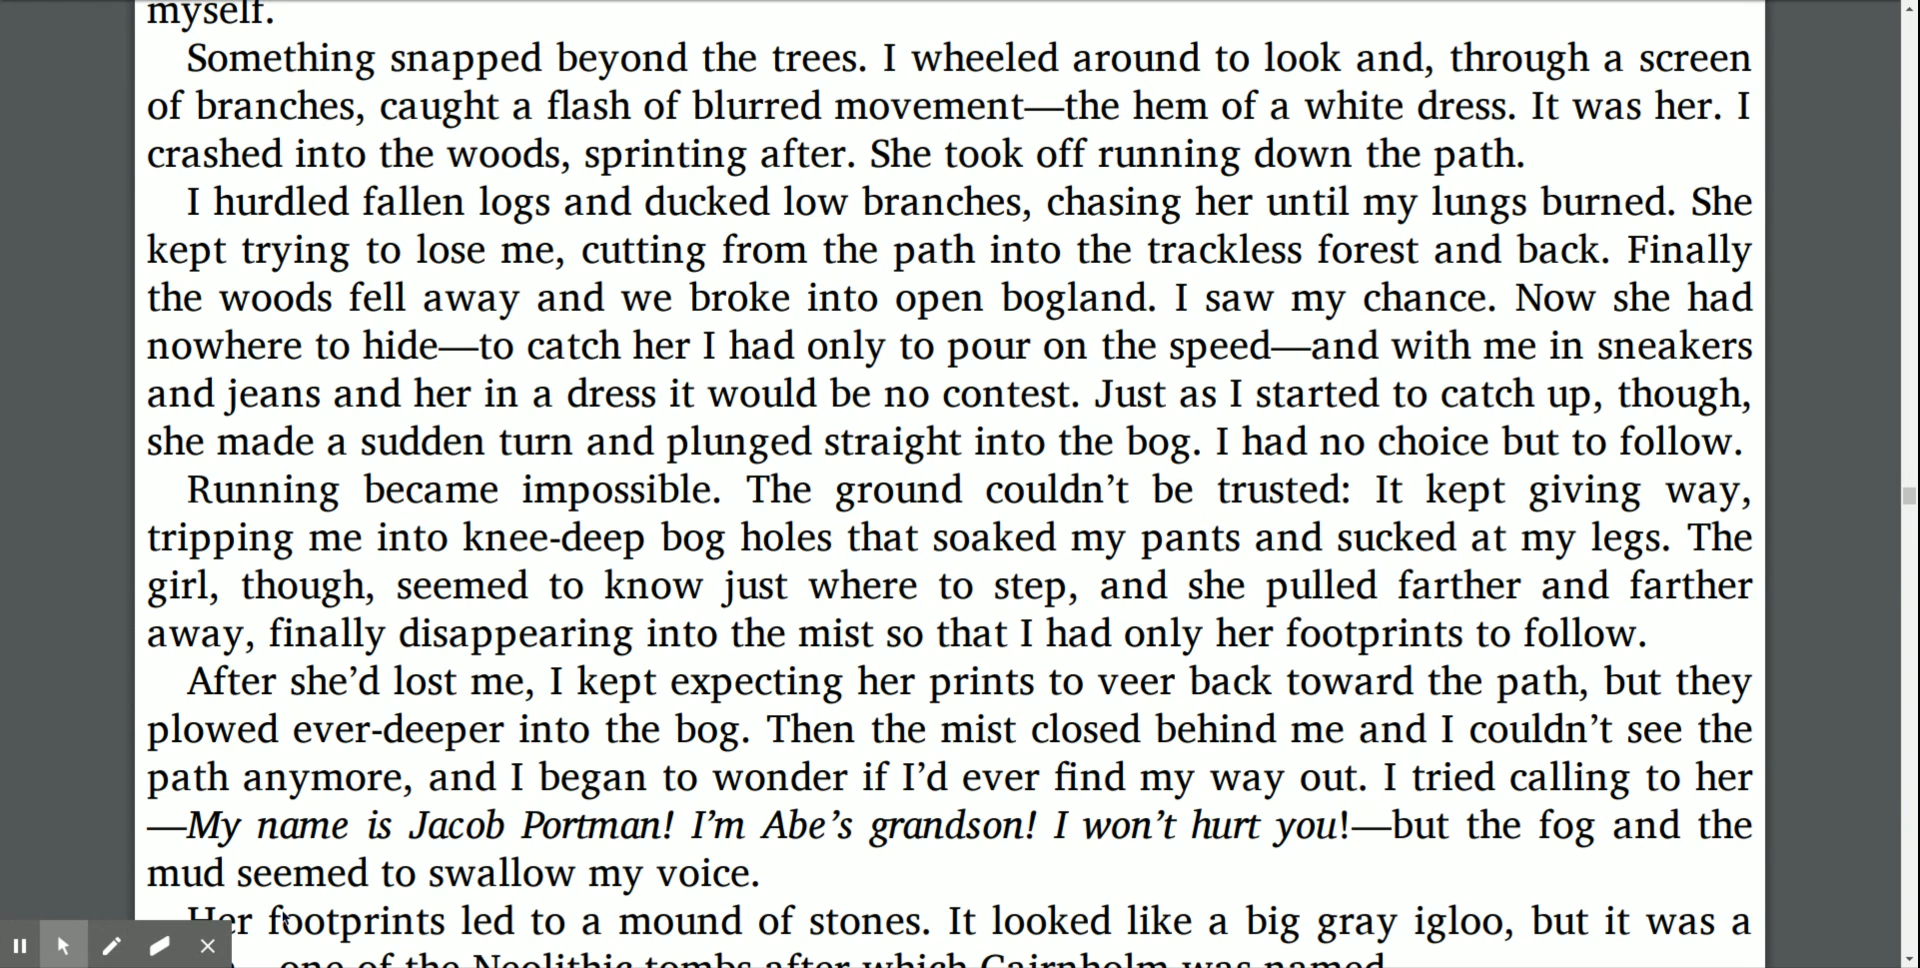 myself.
Something snapped beyond the trees. I wheeled around to look and, through a screen
of branches, caught a flash of blurred movement—the hem of a white dress. It was her. I
crashed into the woods, sprinting after. She took off running down the path.
I hurdled fallen logs and ducked low branches, chasing her until my lungs burned. She
kept trying to lose me, cutting from the path into the trackless forest and back. Finally
the woods fell away and we broke into open bogland. I saw my chance. Now she had
nowhere to hide—to catch her I had only to pour on the speed—and with me in sneakers
and jeans and her in a dress it would be no contest. Just as I started to catch up, though,
she made a sudden turn and plunged straight into the bog. I had no choice but to follow.
Running became impossible. The ground couldn’t be trusted: It kept giving way,
tripping me into knee-deep bog holes that soaked my pants and sucked at my legs. The
girl, though, seemed to know just where to step, and she pulled farther and farther
away, finally disappearing into the mist so that I had only her footprints to follow.
After she’d lost me, I kept expecting her prints to veer back toward the path, but they
plowed ever-deeper into the bog. Then the mist closed behind me and I couldn’t see the
path anymore, and I began to wonder if I’d ever find my way out. I tried calling to her
—My name is Jacob Portman! I’m Abe’s grandson! I won’t hurt you!—but the fog and the
mud seemed to swallow my voice.
Her footprints led to a mound of stones. It looked like a big gray igloo, but it was a
one of the Neolithic tombs after which Cairnholm was named.